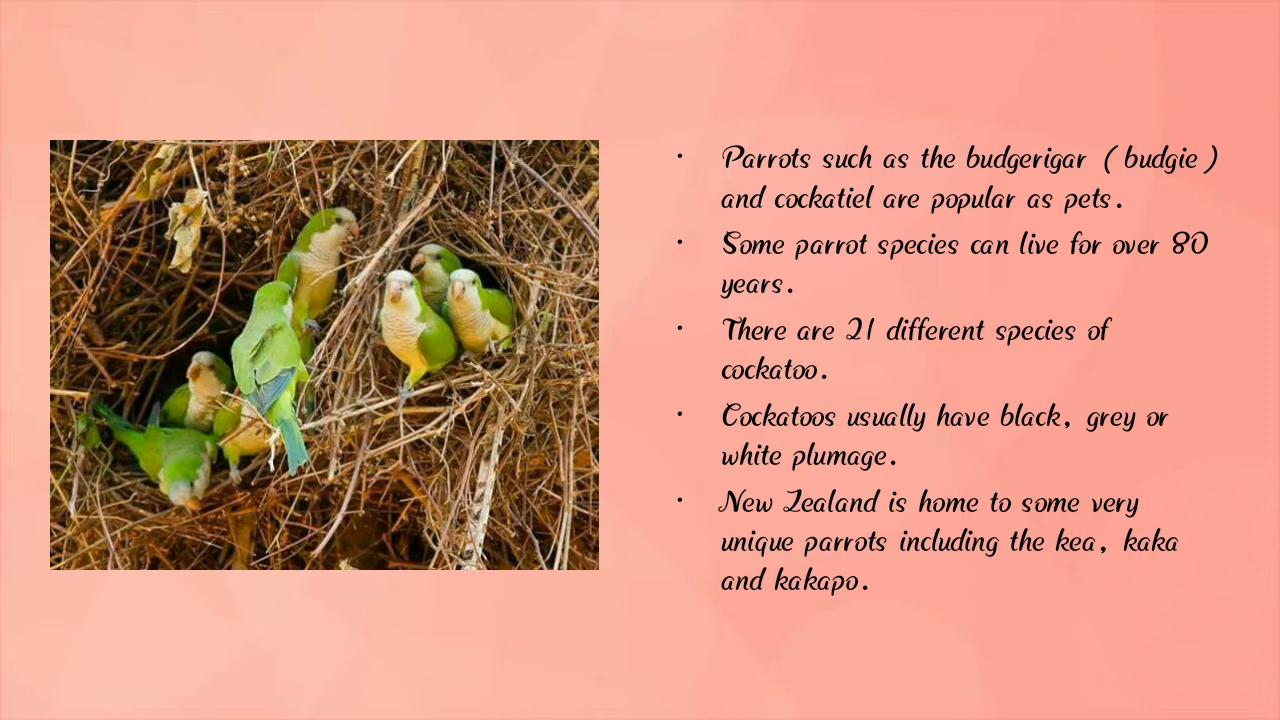 • Parrots such as the budgerigar (budgie)
and cockatiel are popular as pets.
• Some parrot species can live for over 80
years.
• There are 21 different species of
cockatoo.
• Cockatoos usually have black, grey or
white plumage.
• New Zealand is home to some very
unique parrots including the kea, kaka
and kakapo.